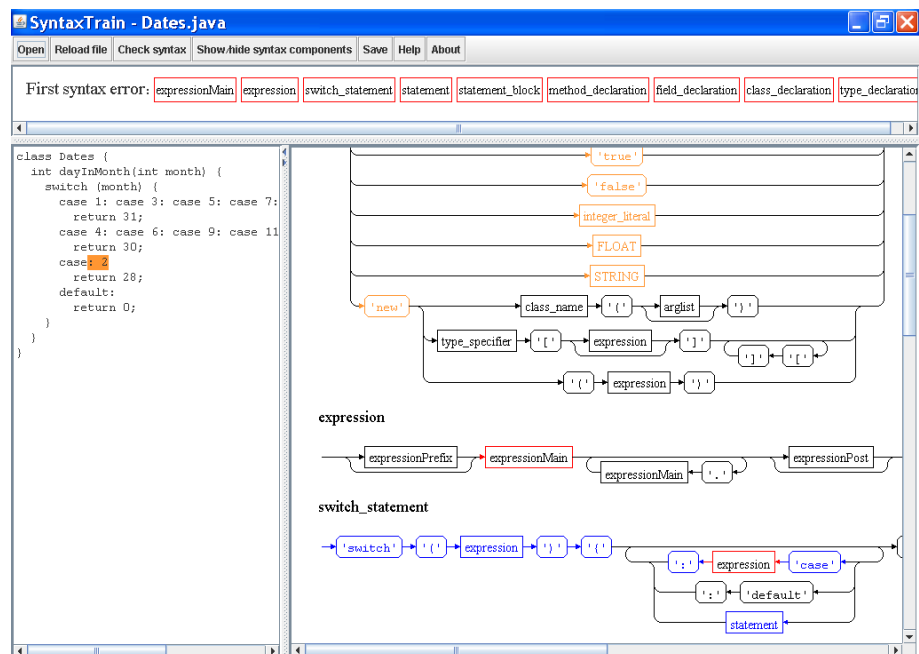 SyntaxTrain - Dates.java
Open Reload file Check syntax Show/hide syntax components Save Help About
First syntax error: expressionMain expression switch_statement statement statement_block method_declaration field_declaration class_declaration type_declaration
class Dates {
int dayInMonth(int month) {
switch (month) {
case 1: case 3: case 5: case 7:
return 31;
case 4: case 6: case 9: case 11
return 30;
case: 2
return 28;
default:
return 0;
}
}
}
'true'
'false'
integer_literal
FLOAT
STRING
'new' class_name '(' arglist ')'
type_specifier '[' expression ']' ']' '['
'(' expression ')'
expression
expressionPrefix expressionMain expressionMain '.' expressionPost
switch_statement
'switch' '(' expression ')' '{' ':' expression 'case'
':' 'default'
statement